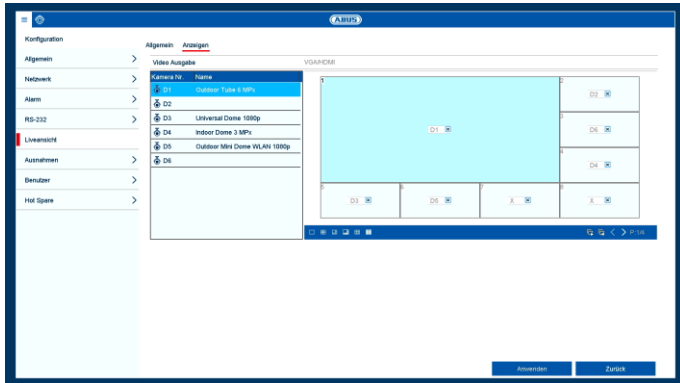 ABUS
Konfiguration
Allgemein
Netzwerk
Alarm
RS-232
Liveansicht
Ausnahmen
Benutzer
Hot Spare
Allgemein Anzeigen
Video Ausgabe VGA/HDMI
Kamera Nr. Name
D1 Outdoor Tube 6 MPx
D2
D3 Universal Dome 1080p
D4 Indoor Dome 3 MPx
D5 Outdoor Mini Dome WLAN 1080p
D6
1
D1
2
D2
3
D6
4
D4
5
D3
6
D5
7
X
8
X
P:1/4
Anwenden Zurück